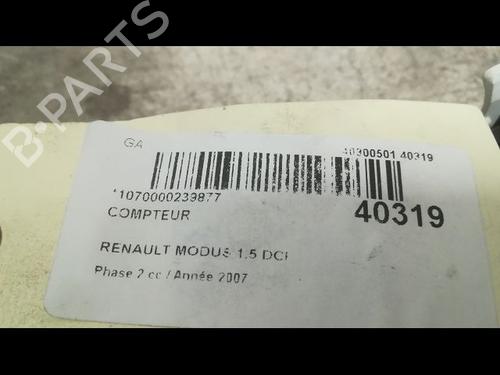 B-PARTS
GA
40300501 40319
*1070000239877
COMPTEUR
40319
RENAULT MODUS 1.5 DCI
Phase 2 cc / Année 2007